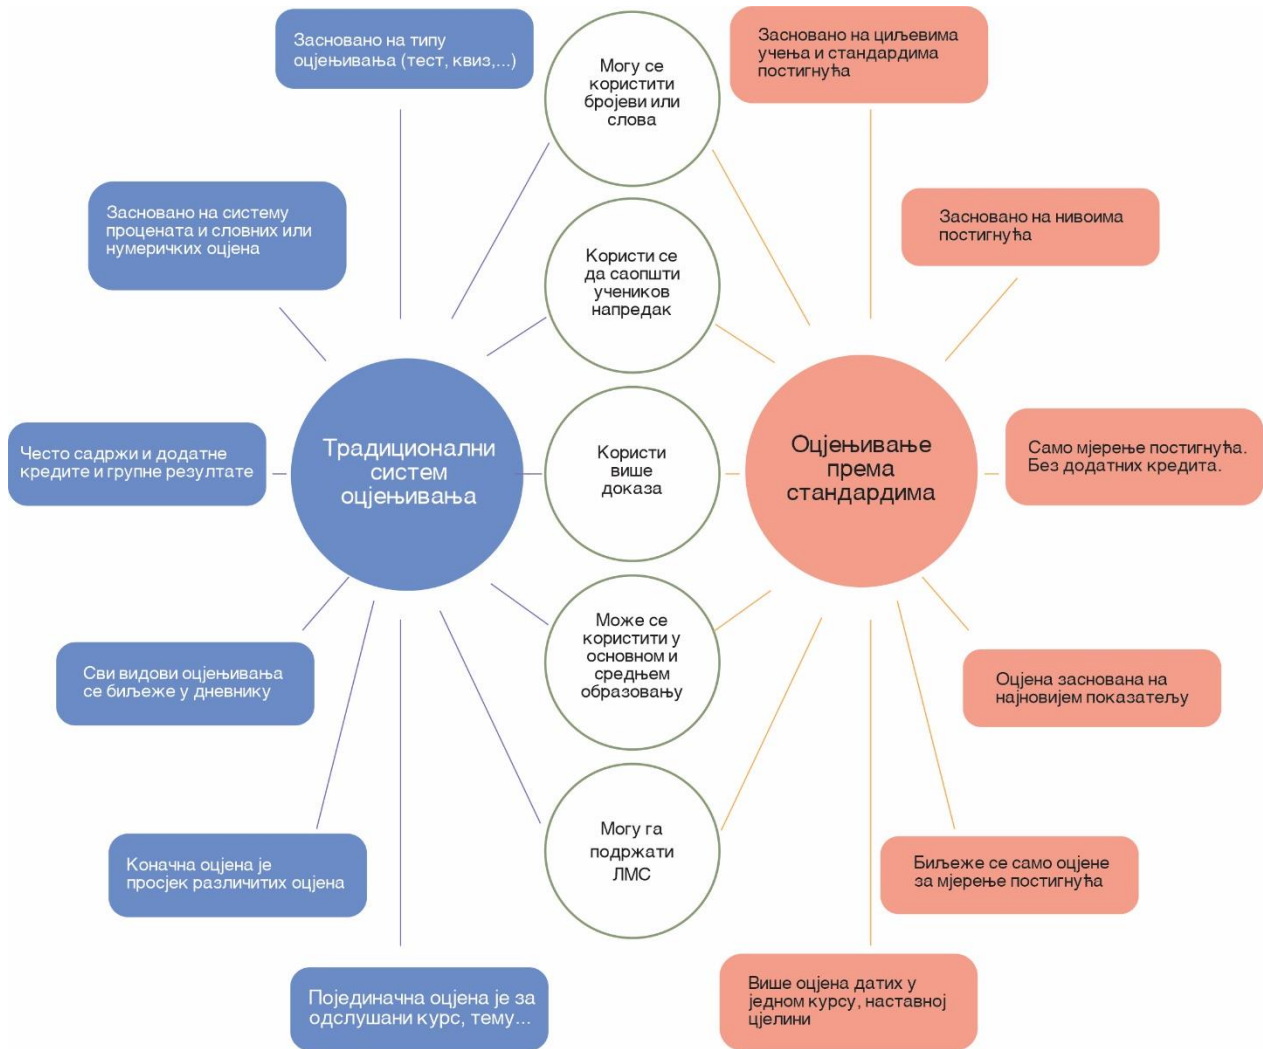 Засновано на типу
оцјењивања (тест, квиз,...)
Могу се
користити
бројеви или
слова
Засновано на циљевима
учења и стандардима
постигнућа
Засновано на систему
процената и словних или
нумеричких оцјена
Користи се
да саопшти
учеников
напредак
Засновано на нивоима
постигнућа
Често садржи и додатне
кредите и групне резултате
Традиционални
систем
оцјењивања
Користи
више
доказа
Оцјењивање
према
стандардима
Само мјерење постигнућа.
Без додатних кредита.
Сви видови оцјењивања
се биљеже у дневнику
Може се
користити у
основном и
средњем
образовању
Оцјена заснована на
најновијем показатељу
Коначна оцјена је
просјек различитих оцјена
Могу га
подржати
ЛМС
Биљеже се само оцјене
за мјерење постигнућа
Појединачна оцјена је за
одслушани курс, тему...
Више оцјена датих у
једном курсу, наставној
цјелини